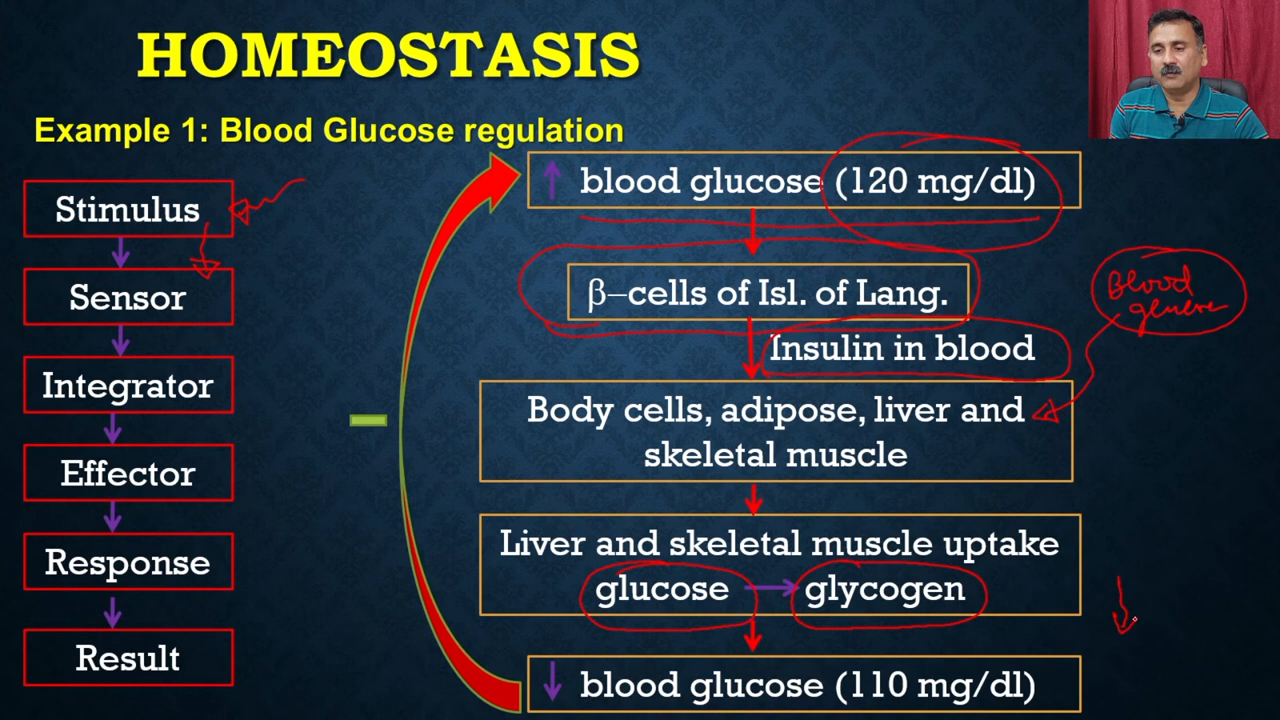 HOMEOSTASIS
Example 1: Blood Glucose regulation
Stimulus
Sensor
Integrator
Effector
Response
Result
↑ blood glucose (120 mg/dl)
β–cells of Isl. of Lang.
Insulin in blood
Blood
Body cells, adipose, liver and
skeletal muscle
Liver and skeletal muscle uptake
glucose → glycogen
↓ blood glucose (110 mg/dl)